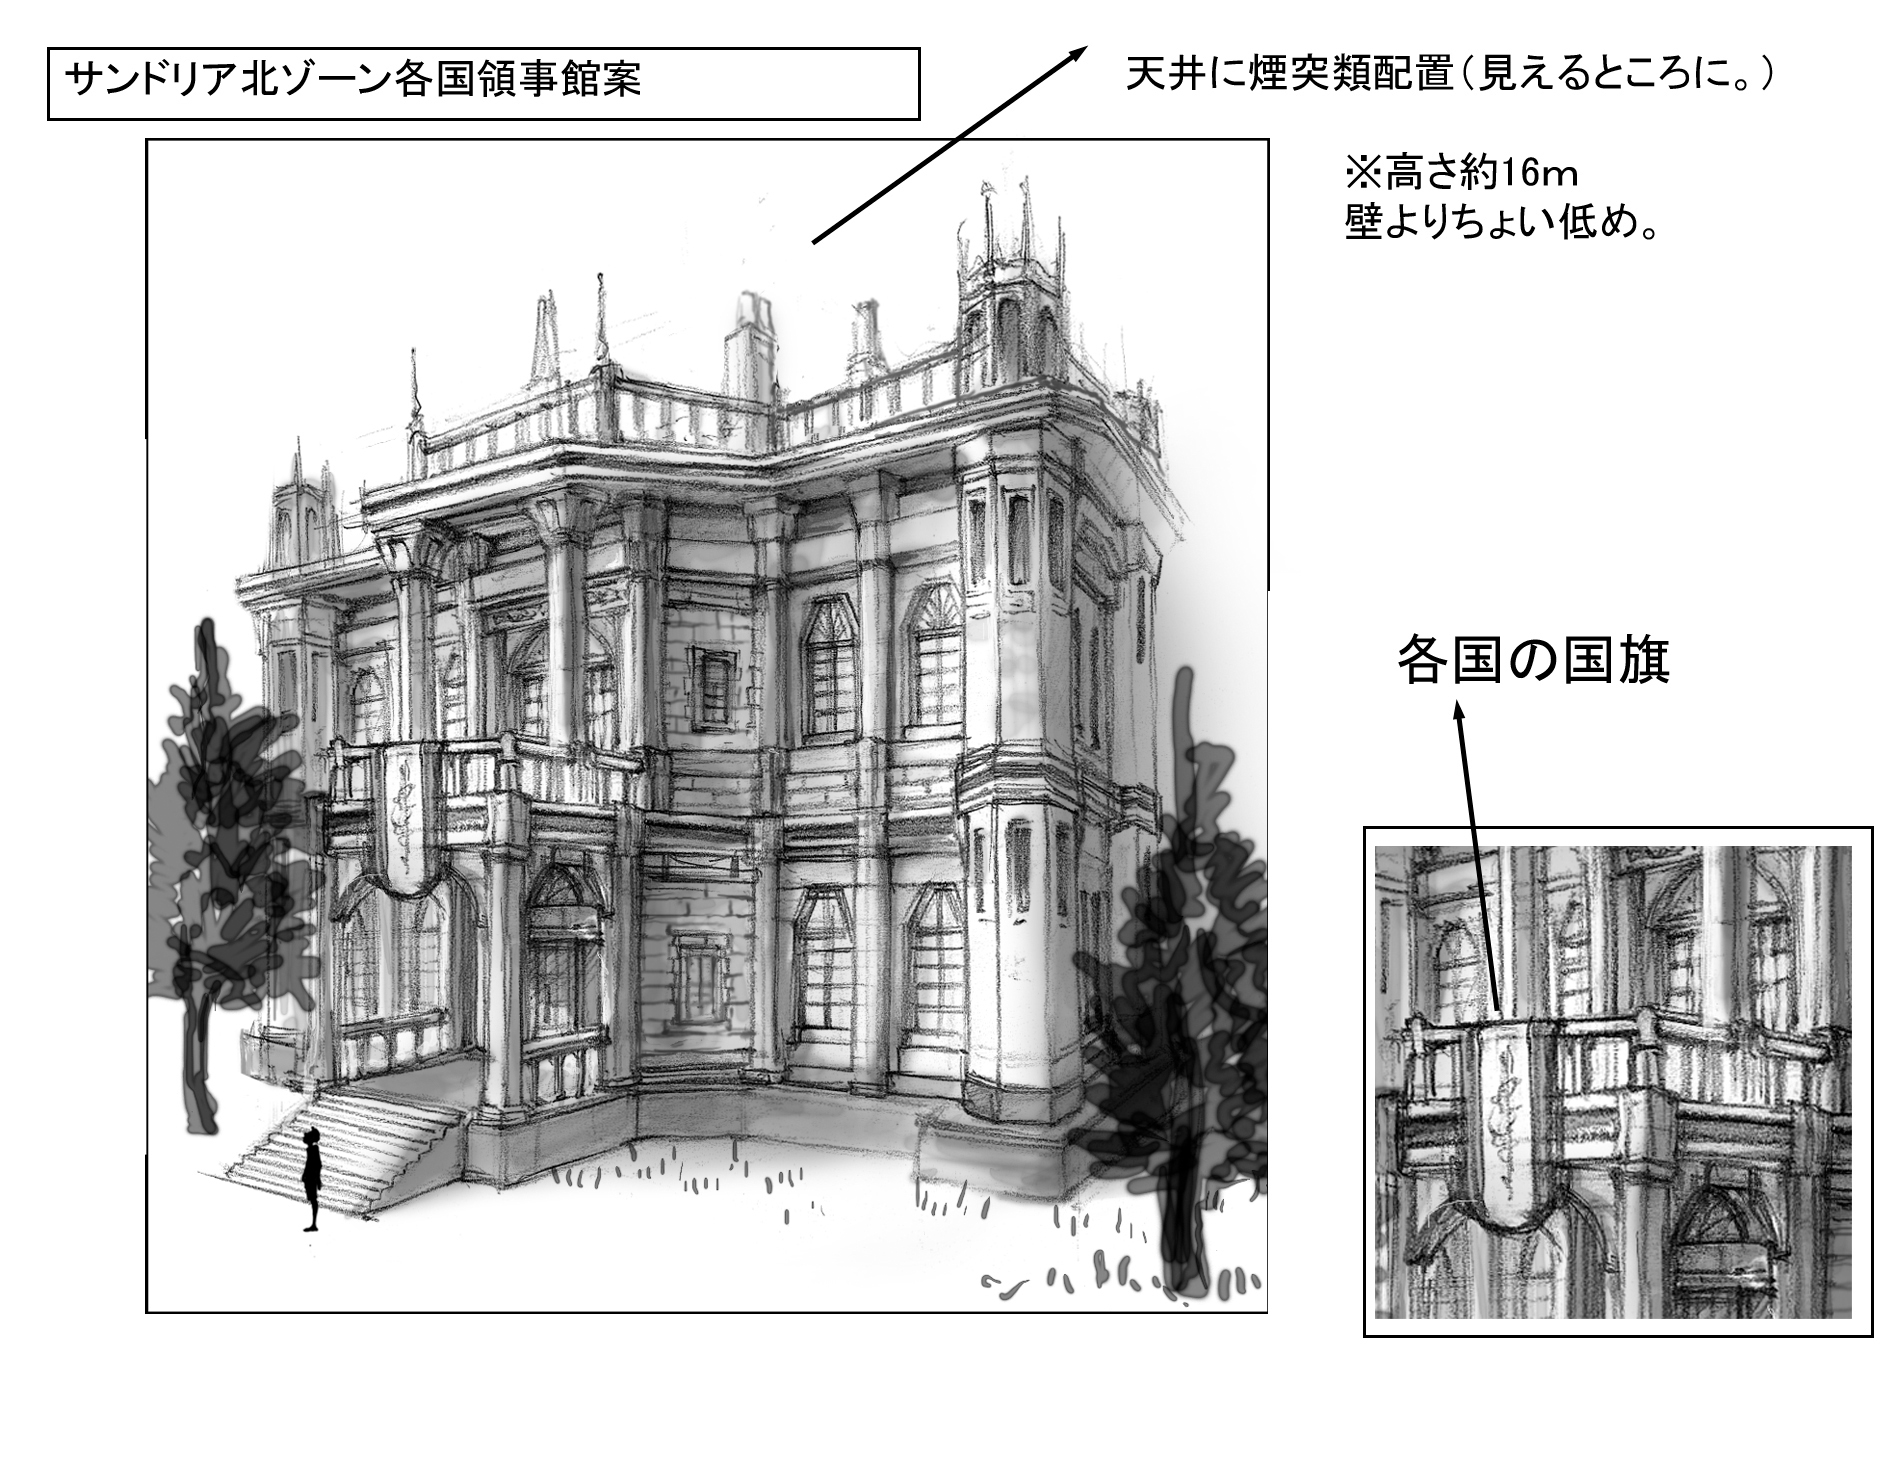 サンドリア北ゾーン各国領事館案
天井に煙突類配置（見えるところに。）
※高さ約16ｍ
壁よりちょい低め。
各国の国旗